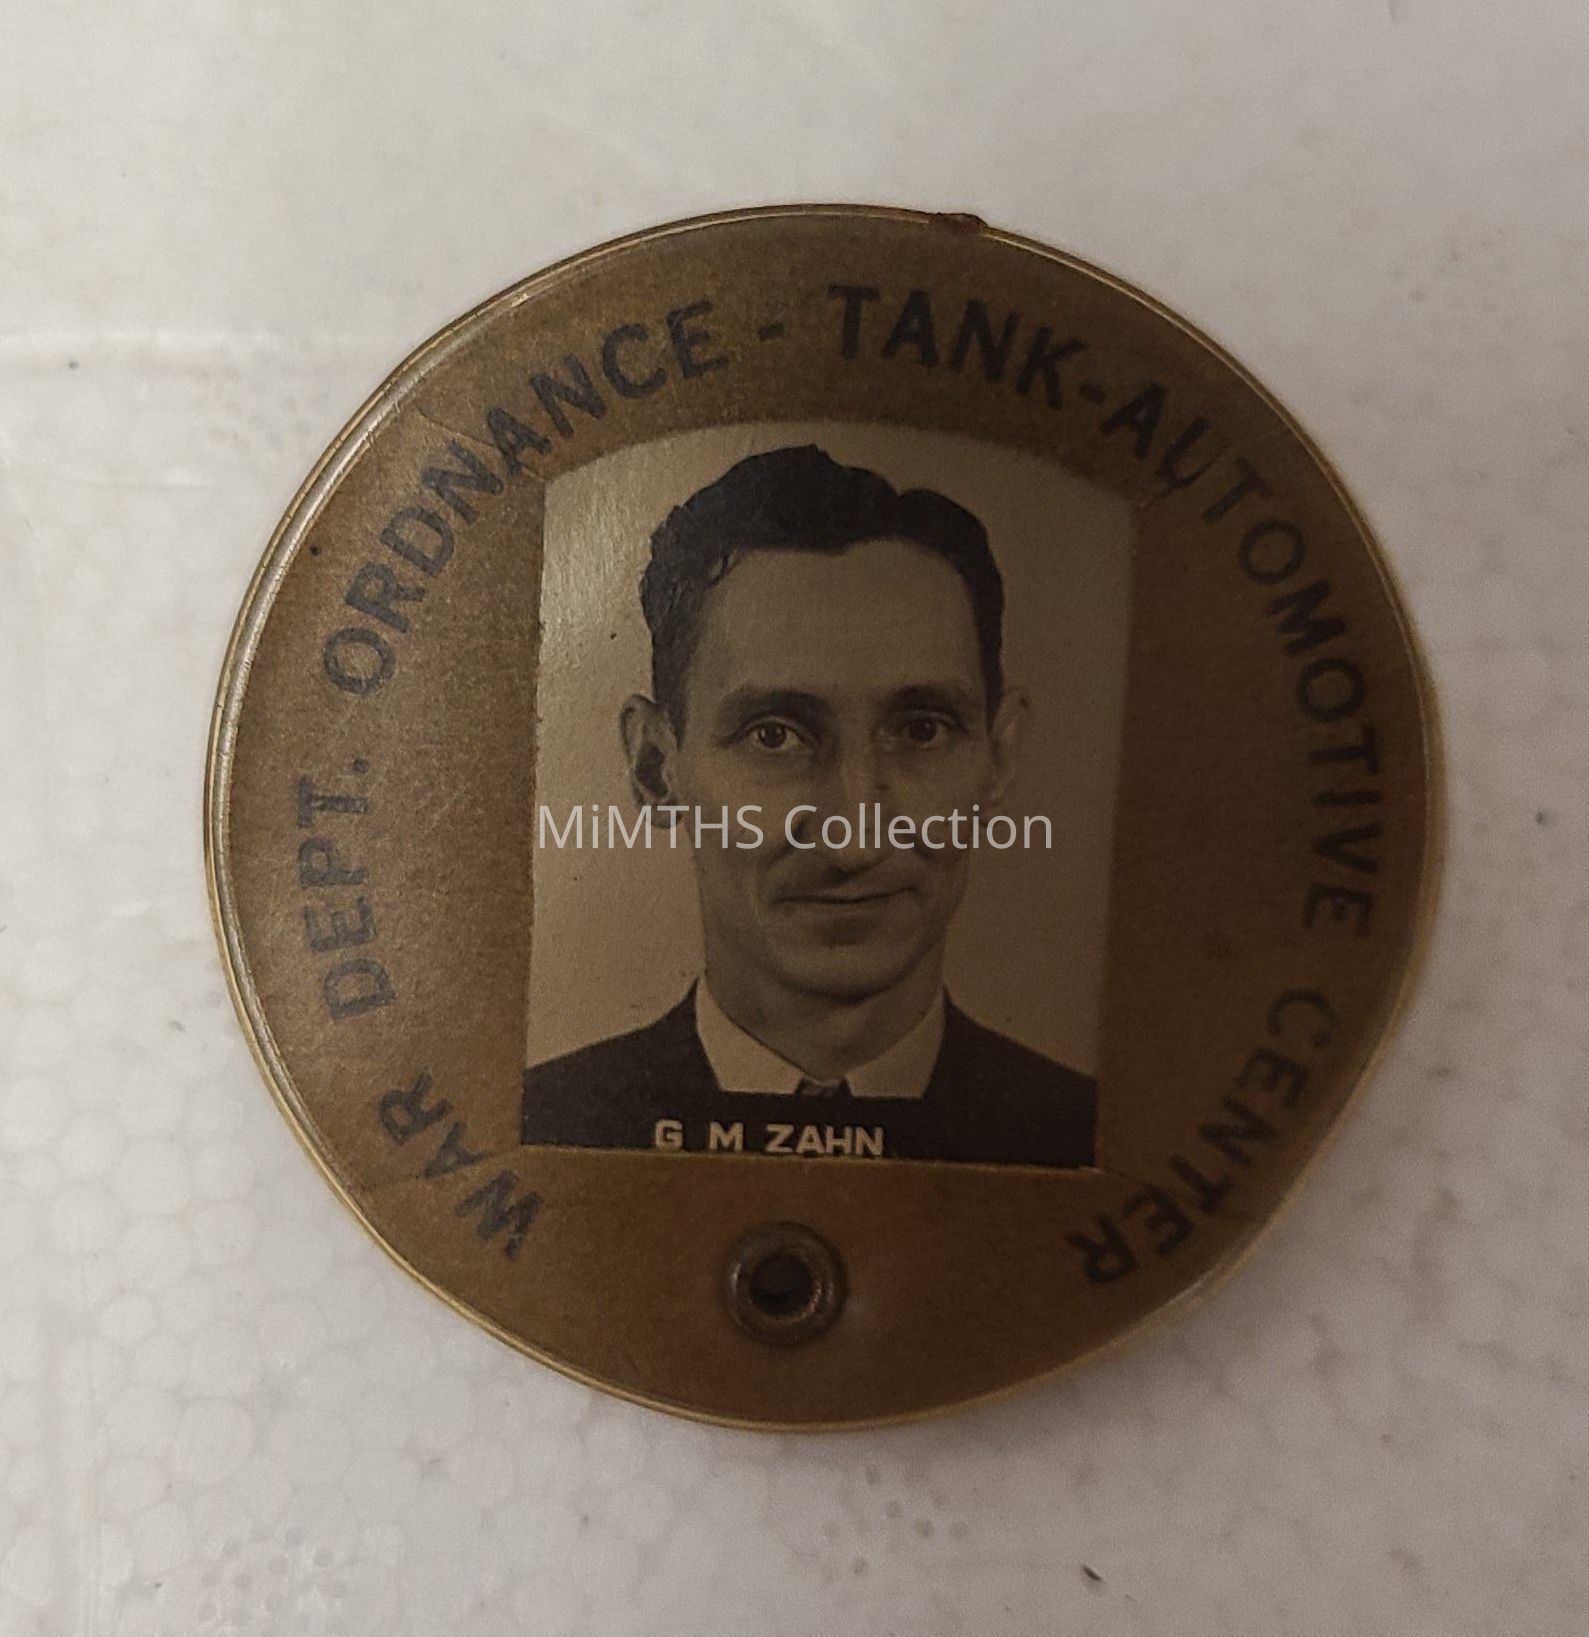 WAR DEPT. ORDNANCE - TANK-AUTOMOTIVE CENTER
MiMTHS Collection
G M ZAHN